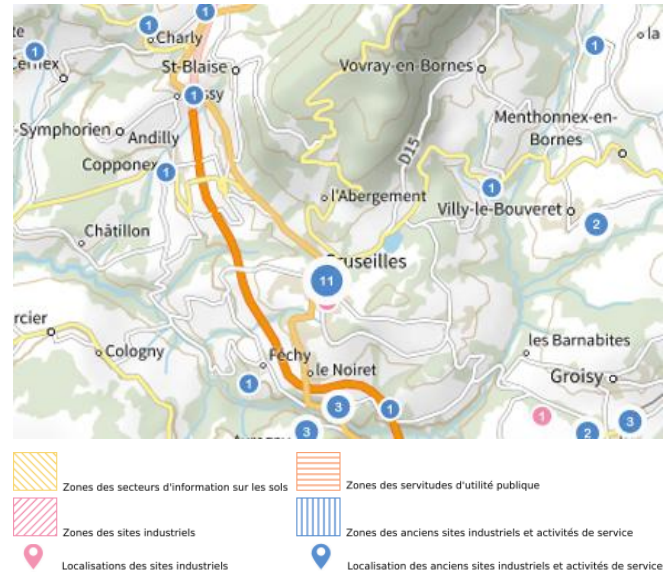 1
1
Charly
1
la
Cernex
St-Blaise
Vovray-en-Bornes
1
1
-Symphorien
Andilly
D15
Menthonnex-en-
Bornes
Copponex
1
1
l'Abergement
Villy-le-Bouveret
2
Châtillon
Cruseilles
11
rcier
Cologny
Féchy
le Noiret
les Barnabites
Groisy
1
3
1
1
3
2
3
Zones des secteurs d'information sur les sols
Zones des servitudes d'utilité publique
Zones des sites industriels
Zones des anciens sites industriels et activités de service
Localisations des sites industriels
Localisation des anciens sites industriels et activités de service